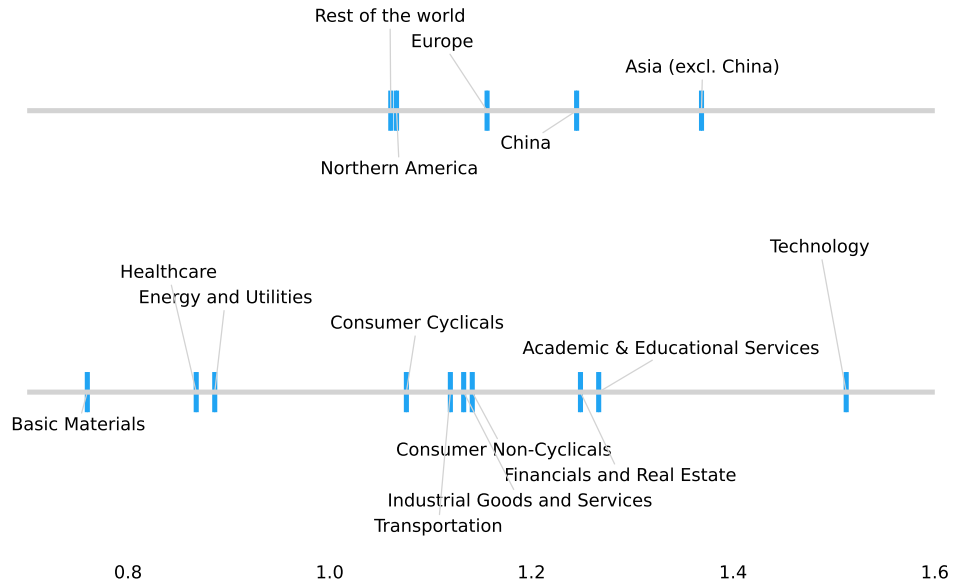 Rest of the world
Europe
Asia (excl. China)
China
Northern America
Technology
Healthcare
Energy and Utilities
Consumer Cyclicals
Academic & Educational Services
Basic Materials
Consumer Non-Cyclicals
Financials and Real Estate
Industrial Goods and Services
Transportation
0.8 1.0 1.2 1.4 1.6